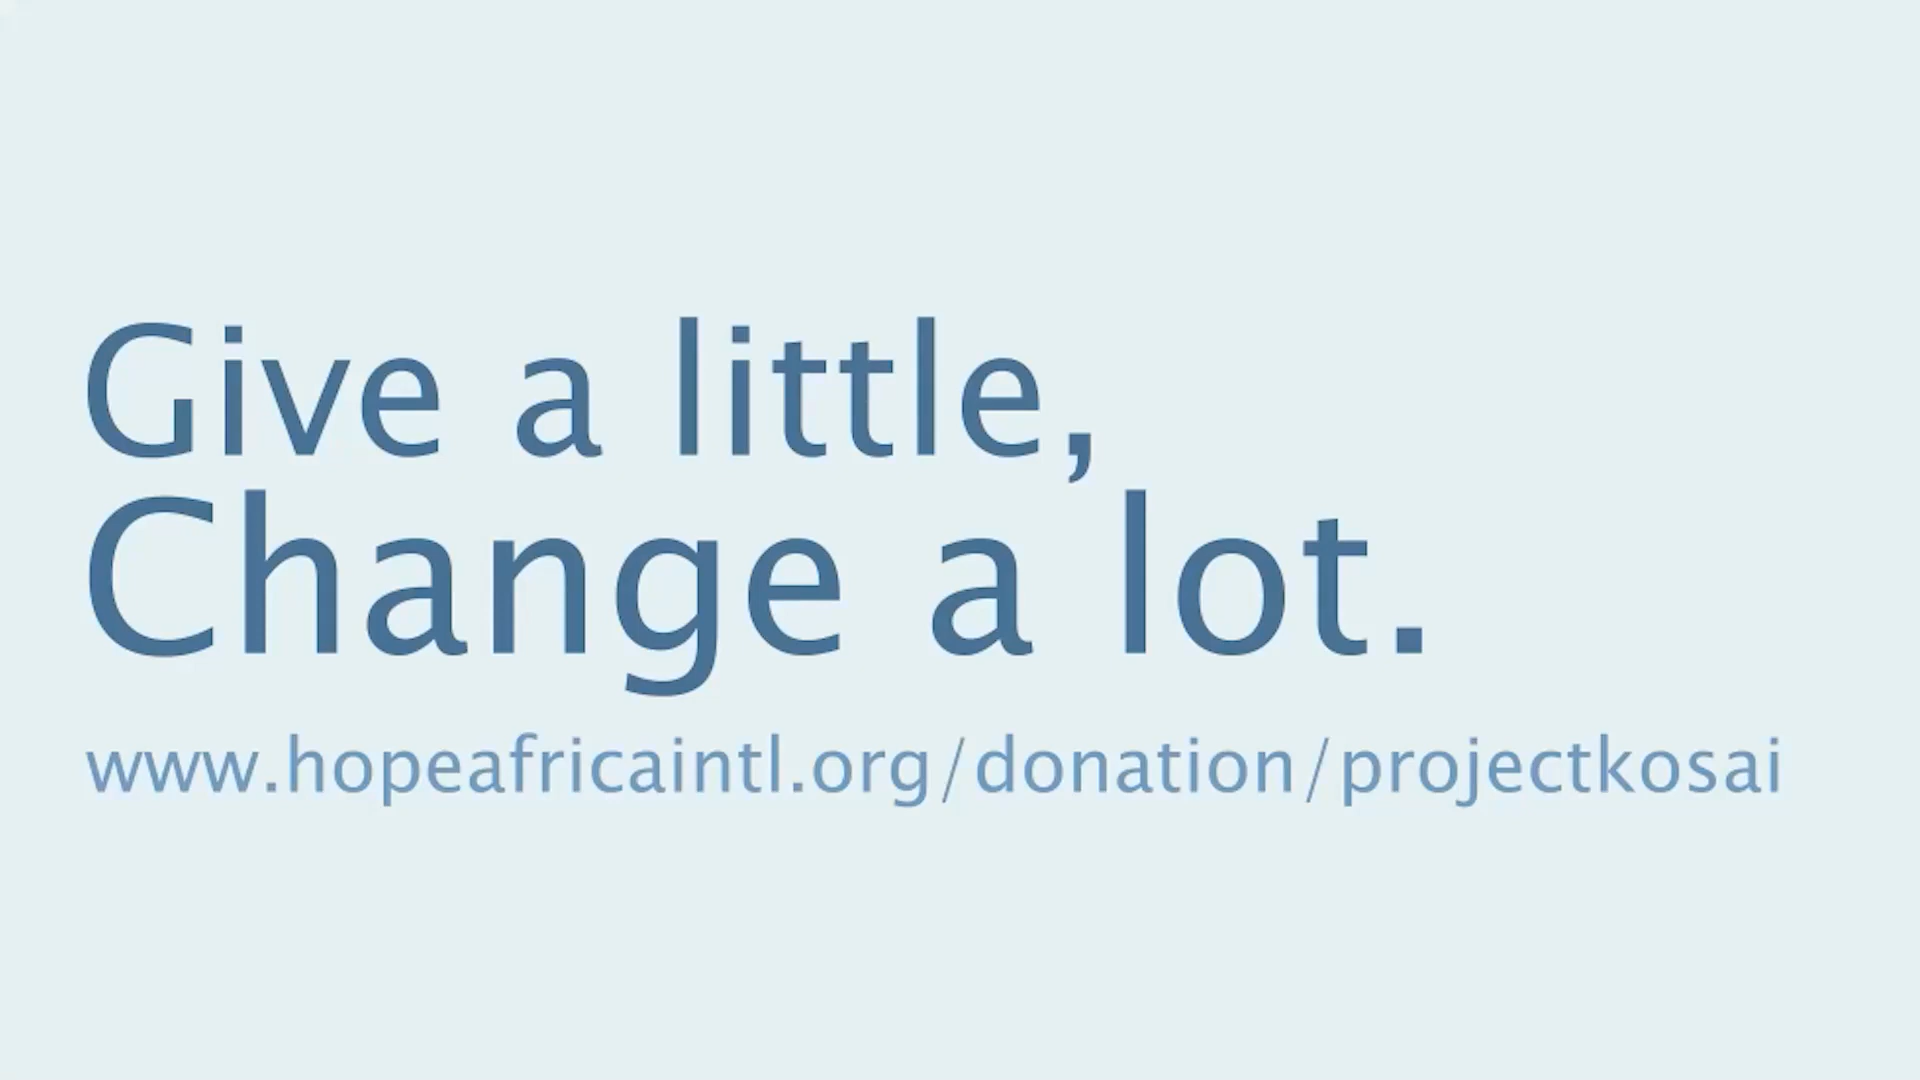 Give a little,
Change a lot.
www.hopeafricaintl.org/donation/projectkosai